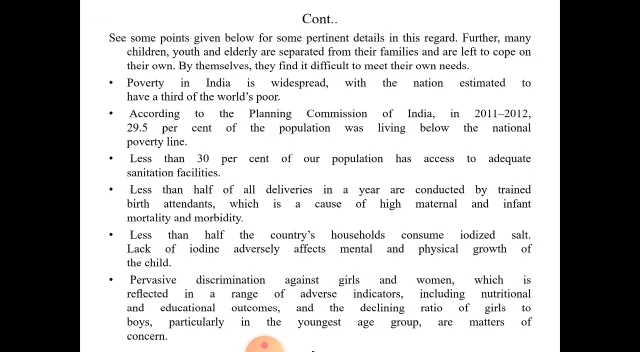 Cont..
See some points given below for some pertinent details in this regard. Further, many
children, youth and elderly are separated from their families and are left to cope on
their own. By themselves, they find it difficult to meet their own needs.
• Poverty in India is widespread, with the nation estimated to
have a third of the world's poor.
• According to the Planning Commission of India, in 2011–2012,
29.5 per cent of the population was living below the national
poverty line.
• Less than 30 per cent of our population has access to adequate
sanitation facilities.
• Less than half of all deliveries in a year are conducted by trained
birth attendants, which is a cause of high maternal and infant
mortality and morbidity.
• Less than half the country's households consume iodized salt.
Lack of iodine adversely affects mental and physical growth of
the child.
• Pervasive discrimination against girls and women, which is
reflected in a range of adverse indicators, including nutritional
and educational outcomes, and the declining ratio of girls to
boys, particularly in the youngest age group, are matters of
concern.